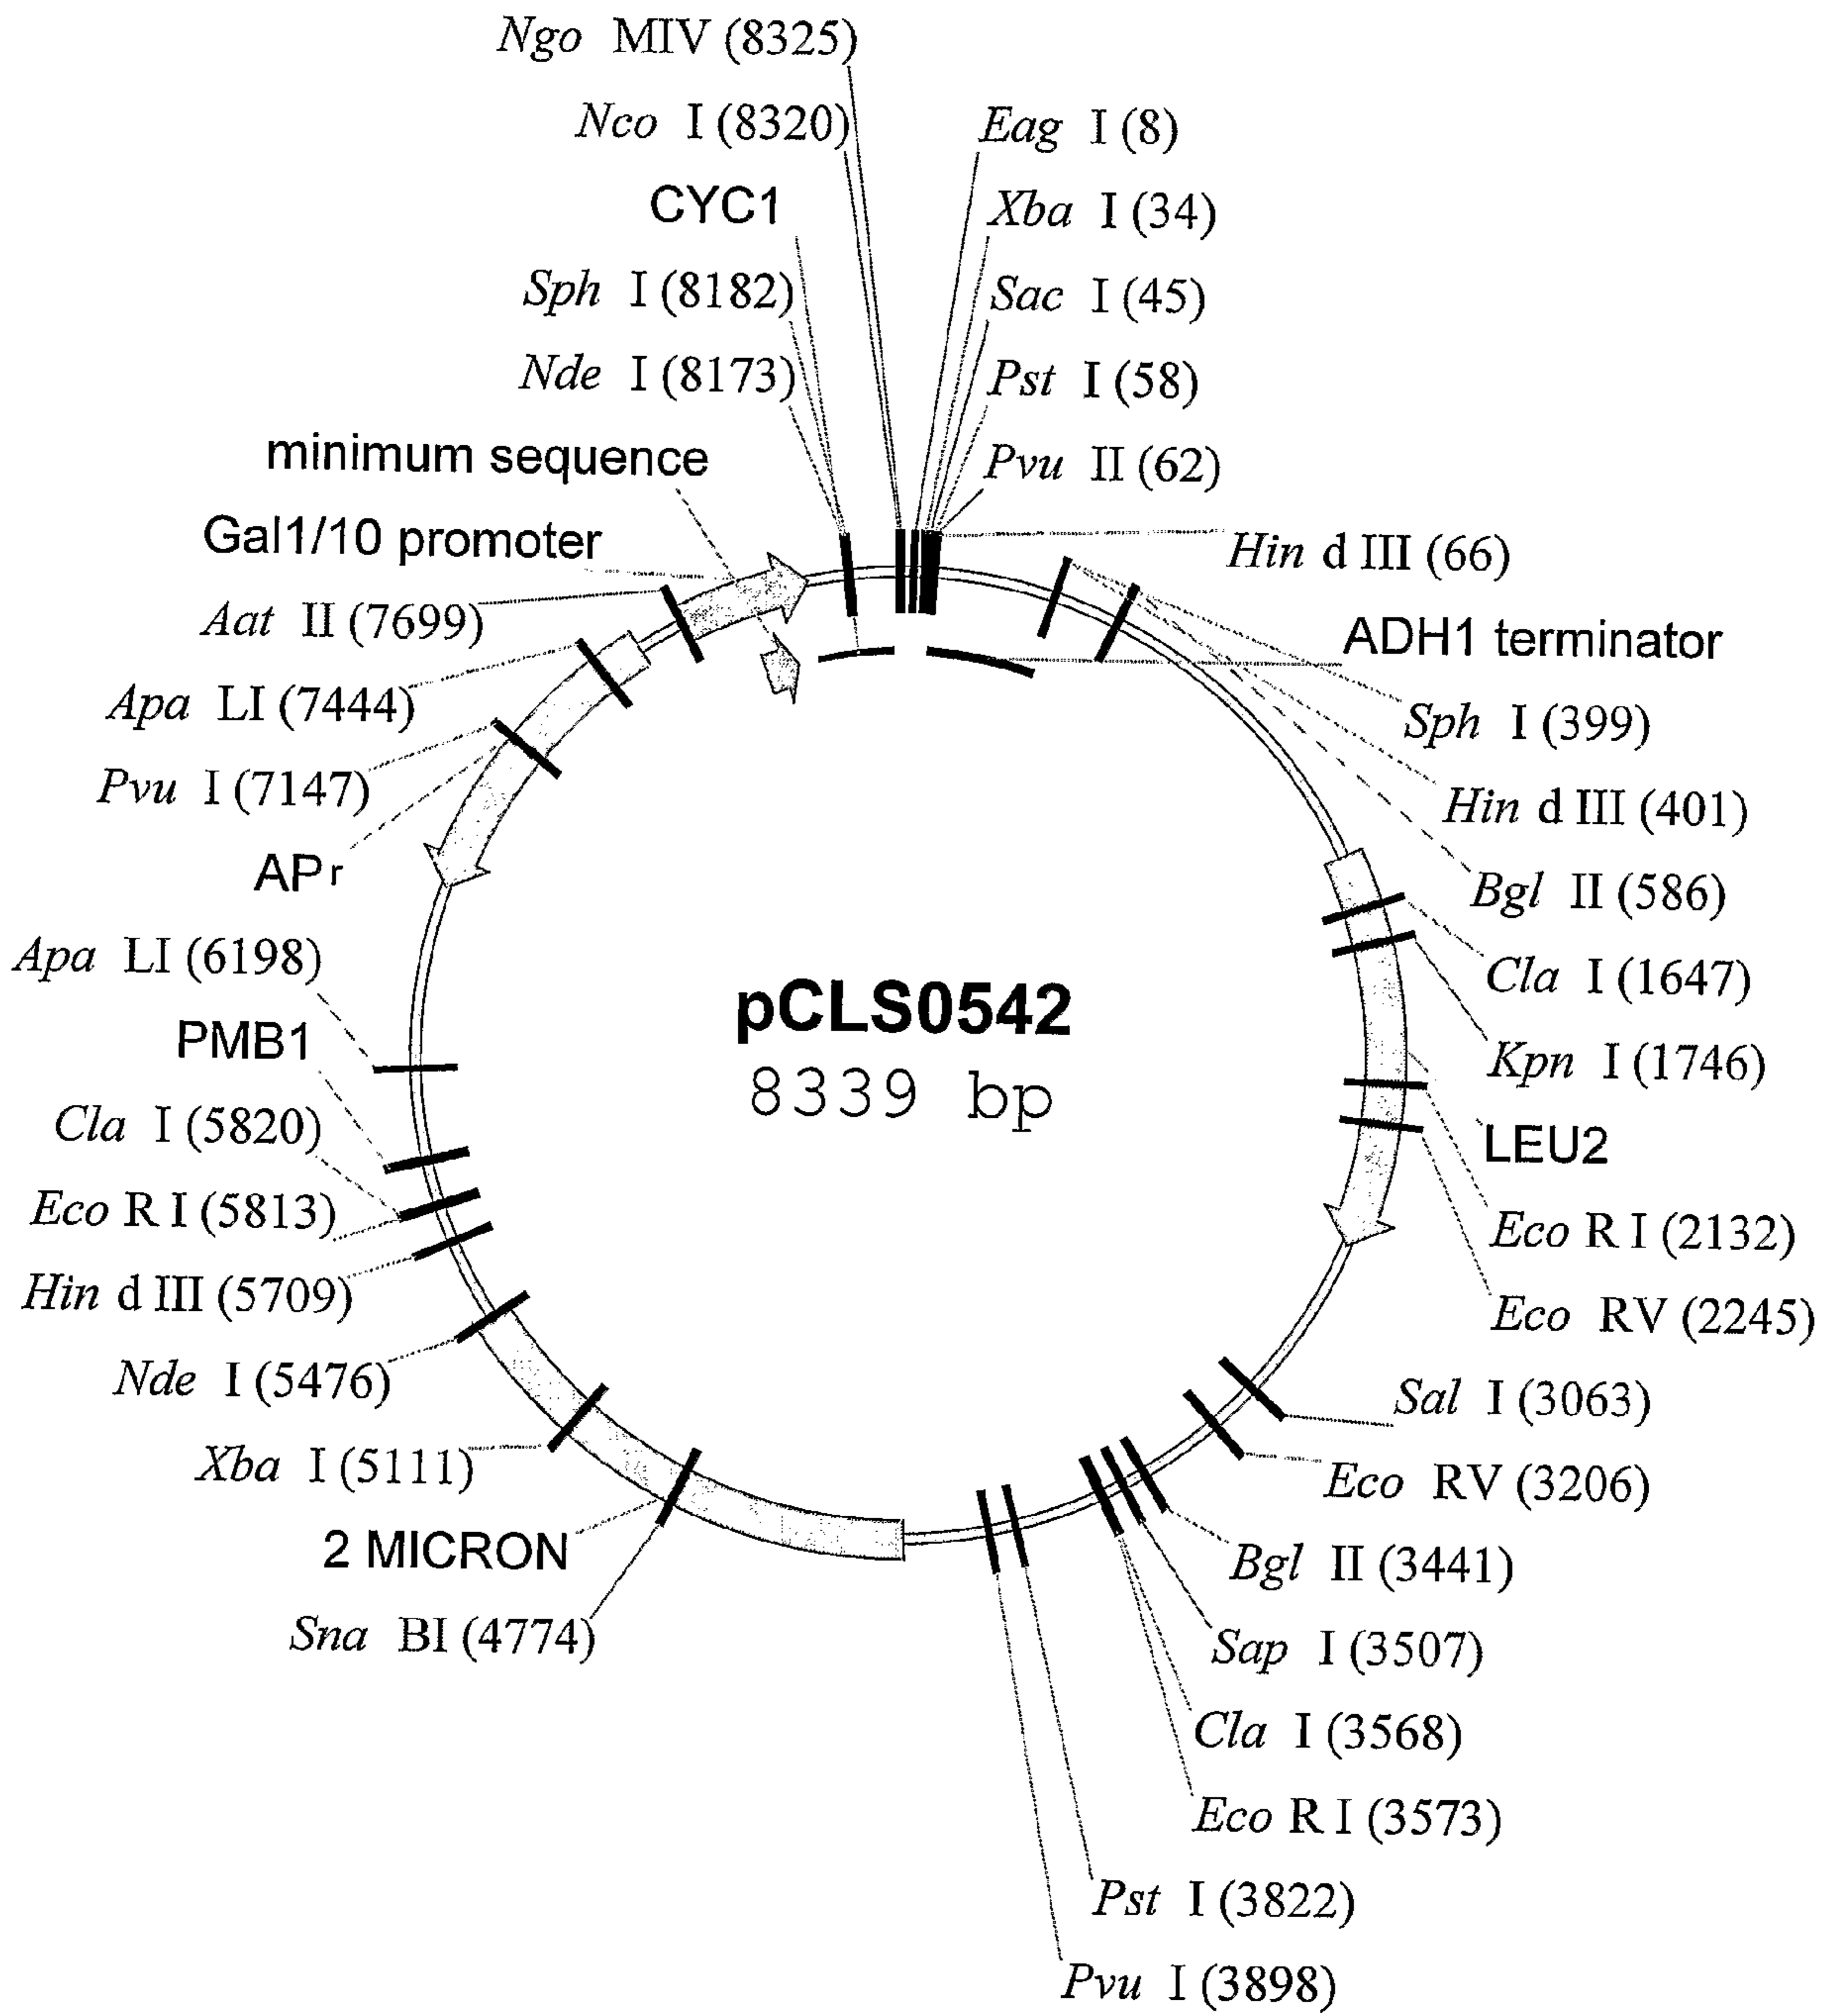 Ngo MIV (8325)
Nco I (8320)
CYC1
Sph I (8182)
Nde I (8173)
minimum sequence
Gal1/10 promoter
Aat II (7699)
Apa LI (7444)
Pvu I (7147)
APr
Apa LI (6198)
PMB1
Cla I (5820)
Eco R I (5813)
Hin d III (5709)
Nde I (5476)
Xba I (5111)
2 MICRON
Sna BI (4774)
Eag I (8)
Xba I (34)
Sac I (45)
Pst I (58)
Pvu II (62)
Hin d III (66)
ADH1 terminator
Sph I (399)
Hin d III (401)
Bgl II (586)
Cla I (1647)
Kpn I (1746)
LEU2
Eco R I (2132)
Eco RV (2245)
Sal I (3063)
Eco RV (3206)
Bgl II (3441)
Sap I (3507)
Cla I (3568)
Eco R I (3573)
Pst I (3822)
Pvu I (3898)
pCLS0542
8339 bp